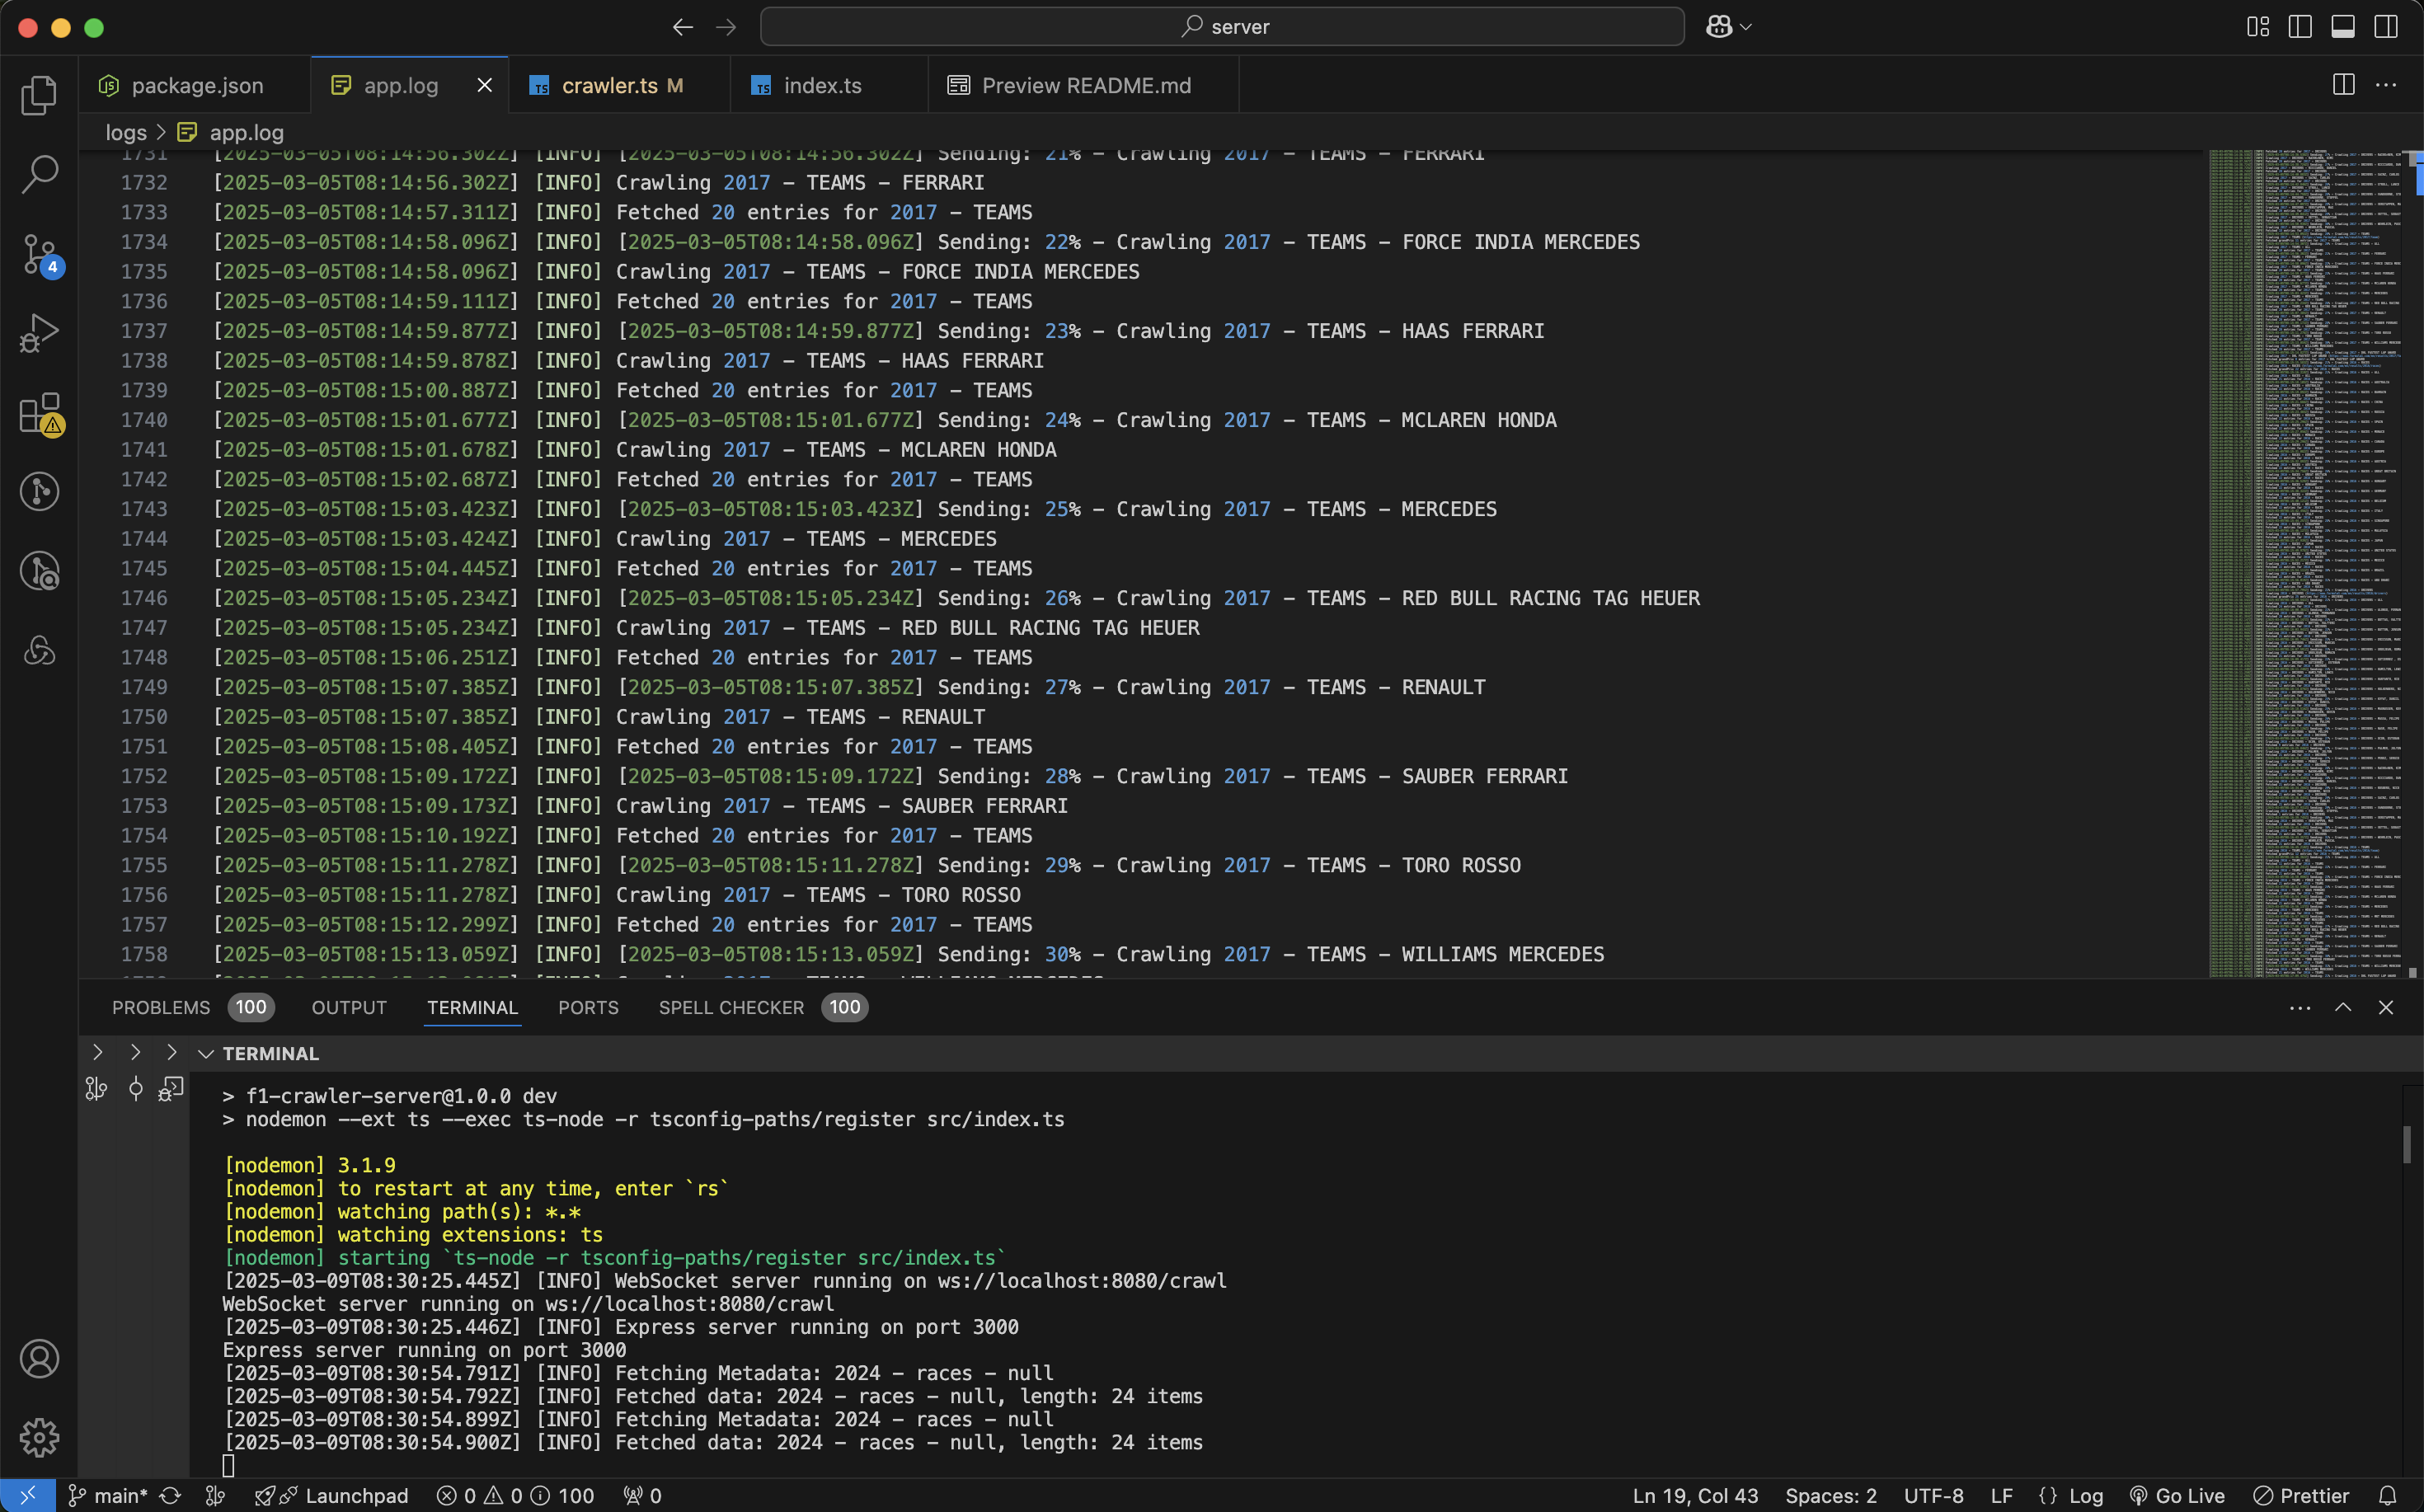 server
package.json
app.log
crawler.ts M
index.ts
Preview README.md
logs > app.log
1731 [2025-03-05T08:14:56.302Z] [INFO] [2025-03-05T08:14:56.302Z] Sending: 21% – Crawling 2017 – TEAMS – FERRARI
1732 [2025-03-05T08:14:56.302Z] [INFO] Crawling 2017 – TEAMS – FERRARI
1733 [2025-03-05T08:14:57.311Z] [INFO] Fetched 20 entries for 2017 – TEAMS
1734 [2025-03-05T08:14:58.096Z] [INFO] [2025-03-05T08:14:58.096Z] Sending: 22% – Crawling 2017 – TEAMS – FORCE INDIA MERCEDES
1735 [2025-03-05T08:14:58.096Z] [INFO] Crawling 2017 – TEAMS – FORCE INDIA MERCEDES
1736 [2025-03-05T08:14:59.111Z] [INFO] Fetched 20 entries for 2017 – TEAMS
1737 [2025-03-05T08:14:59.877Z] [INFO] [2025-03-05T08:14:59.877Z] Sending: 23% – Crawling 2017 – TEAMS – HAAS FERRARI
1738 [2025-03-05T08:14:59.878Z] [INFO] Crawling 2017 – TEAMS – HAAS FERRARI
1739 [2025-03-05T08:15:00.887Z] [INFO] Fetched 20 entries for 2017 – TEAMS
1740 [2025-03-05T08:15:01.677Z] [INFO] [2025-03-05T08:15:01.677Z] Sending: 24% – Crawling 2017 – TEAMS – MCLAREN HONDA
1741 [2025-03-05T08:15:01.678Z] [INFO] Crawling 2017 – TEAMS – MCLAREN HONDA
1742 [2025-03-05T08:15:02.687Z] [INFO] Fetched 20 entries for 2017 – TEAMS
1743 [2025-03-05T08:15:03.423Z] [INFO] [2025-03-05T08:15:03.423Z] Sending: 25% – Crawling 2017 – TEAMS – MERCEDES
1744 [2025-03-05T08:15:03.424Z] [INFO] Crawling 2017 – TEAMS – MERCEDES
1745 [2025-03-05T08:15:04.445Z] [INFO] Fetched 20 entries for 2017 – TEAMS
1746 [2025-03-05T08:15:05.234Z] [INFO] [2025-03-05T08:15:05.234Z] Sending: 26% – Crawling 2017 – TEAMS – RED BULL RACING TAG HEUER
1747 [2025-03-05T08:15:05.234Z] [INFO] Crawling 2017 – TEAMS – RED BULL RACING TAG HEUER
1748 [2025-03-05T08:15:06.251Z] [INFO] Fetched 20 entries for 2017 – TEAMS
1749 [2025-03-05T08:15:07.385Z] [INFO] [2025-03-05T08:15:07.385Z] Sending: 27% – Crawling 2017 – TEAMS – RENAULT
1750 [2025-03-05T08:15:07.385Z] [INFO] Crawling 2017 – TEAMS – RENAULT
1751 [2025-03-05T08:15:08.405Z] [INFO] Fetched 20 entries for 2017 – TEAMS
1752 [2025-03-05T08:15:09.172Z] [INFO] [2025-03-05T08:15:09.172Z] Sending: 28% – Crawling 2017 – TEAMS – SAUBER FERRARI
1753 [2025-03-05T08:15:09.173Z] [INFO] Crawling 2017 – TEAMS – SAUBER FERRARI
1754 [2025-03-05T08:15:10.192Z] [INFO] Fetched 20 entries for 2017 – TEAMS
1755 [2025-03-05T08:15:11.278Z] [INFO] [2025-03-05T08:15:11.278Z] Sending: 29% – Crawling 2017 – TEAMS – TORO ROSSO
1756 [2025-03-05T08:15:11.278Z] [INFO] Crawling 2017 – TEAMS – TORO ROSSO
1757 [2025-03-05T08:15:12.299Z] [INFO] Fetched 20 entries for 2017 – TEAMS
1758 [2025-03-05T08:15:13.059Z] [INFO] [2025-03-05T08:15:13.059Z] Sending: 30% – Crawling 2017 – TEAMS – WILLIAMS MERCEDES
4
PROBLEMS 100 OUTPUT TERMINAL PORTS SPELL CHECKER 100
TERMINAL
> f1-crawler-server@1.0.0 dev
> nodemon --ext ts --exec ts-node -r tsconfig-paths/register src/index.ts
[nodemon] 3.1.9
[nodemon] to restart at any time, enter `rs`
[nodemon] watching path(s): *.*
[nodemon] watching extensions: ts
[nodemon] starting `ts-node -r tsconfig-paths/register src/index.ts`
[2025-03-09T08:30:25.445Z] [INFO] WebSocket server running on ws://localhost:8080/crawl
WebSocket server running on ws://localhost:8080/crawl
[2025-03-09T08:30:25.446Z] [INFO] Express server running on port 3000
Express server running on port 3000
[2025-03-09T08:30:54.791Z] [INFO] Fetching Metadata: 2024 – races – null
[2025-03-09T08:30:54.792Z] [INFO] Fetched data: 2024 – races – null, length: 24 items
[2025-03-09T08:30:54.899Z] [INFO] Fetching Metadata: 2024 – races – null
[2025-03-09T08:30:54.900Z] [INFO] Fetched data: 2024 – races – null, length: 24 items
main* Launchpad 0 0 100 0 Ln 19, Col 43 Spaces: 2 UTF-8 LF {} Log Go Live Prettier